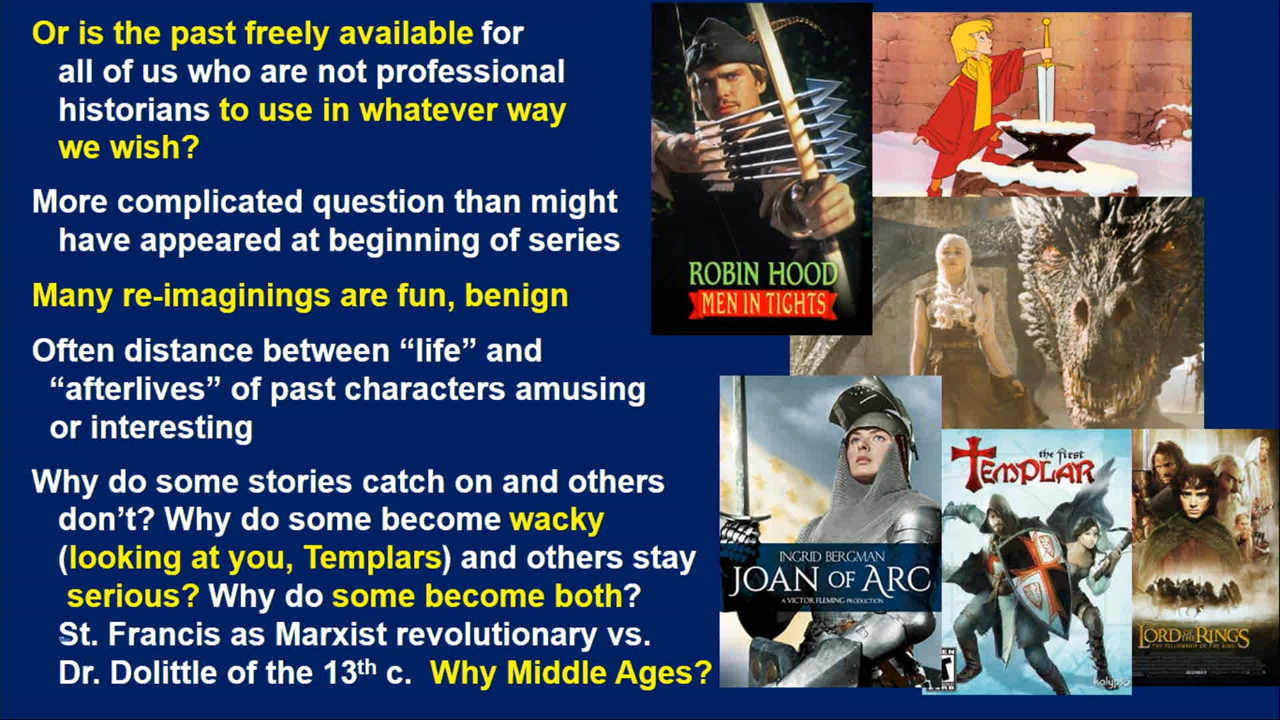 Or is the past freely available for
all of us who are not professional
historians to use in whatever way
we wish?
More complicated question than might
have appeared at beginning of series
Many re-imaginings are fun, benign
Often distance between “life” and
“afterlives” of past characters amusing
or interesting
Why do some stories catch on and others
don’t? Why do some become wacky
(looking at you, Templars) and others stay
serious? Why do some become both?
St. Francis as Marxist revolutionary vs.
Dr. Dolittle of the 13th c. Why Middle Ages?
ROBIN HOOD
MEN IN TIGHTS
INGRID BERGMAN
JOAN OF ARC
A VICTOR FLEMING PRODUCTION
the first
TEMPLAR
kalypso
THE
LORD OF THE RINGS
THE FELLOWSHIP OF THE RING